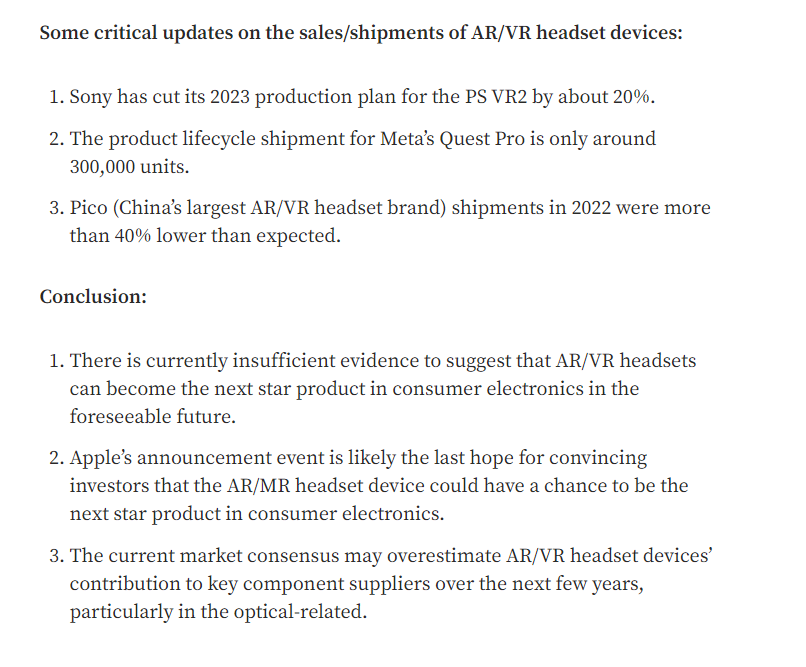 Some critical updates on the sales/shipments of AR/VR headset devices:
1. Sony has cut its 2023 production plan for the PS VR2 by about 20%.
2. The product lifecycle shipment for Meta’s Quest Pro is only around
300,000 units.
3. Pico (China’s largest AR/VR headset brand) shipments in 2022 were more
than 40% lower than expected.
Conclusion:
1. There is currently insufficient evidence to suggest that AR/VR headsets
can become the next star product in consumer electronics in the
foreseeable future.
2. Apple’s announcement event is likely the last hope for convincing
investors that the AR/MR headset device could have a chance to be the
next star product in consumer electronics.
3. The current market consensus may overestimate AR/VR headset devices’
contribution to key component suppliers over the next few years,
particularly in the optical-related.